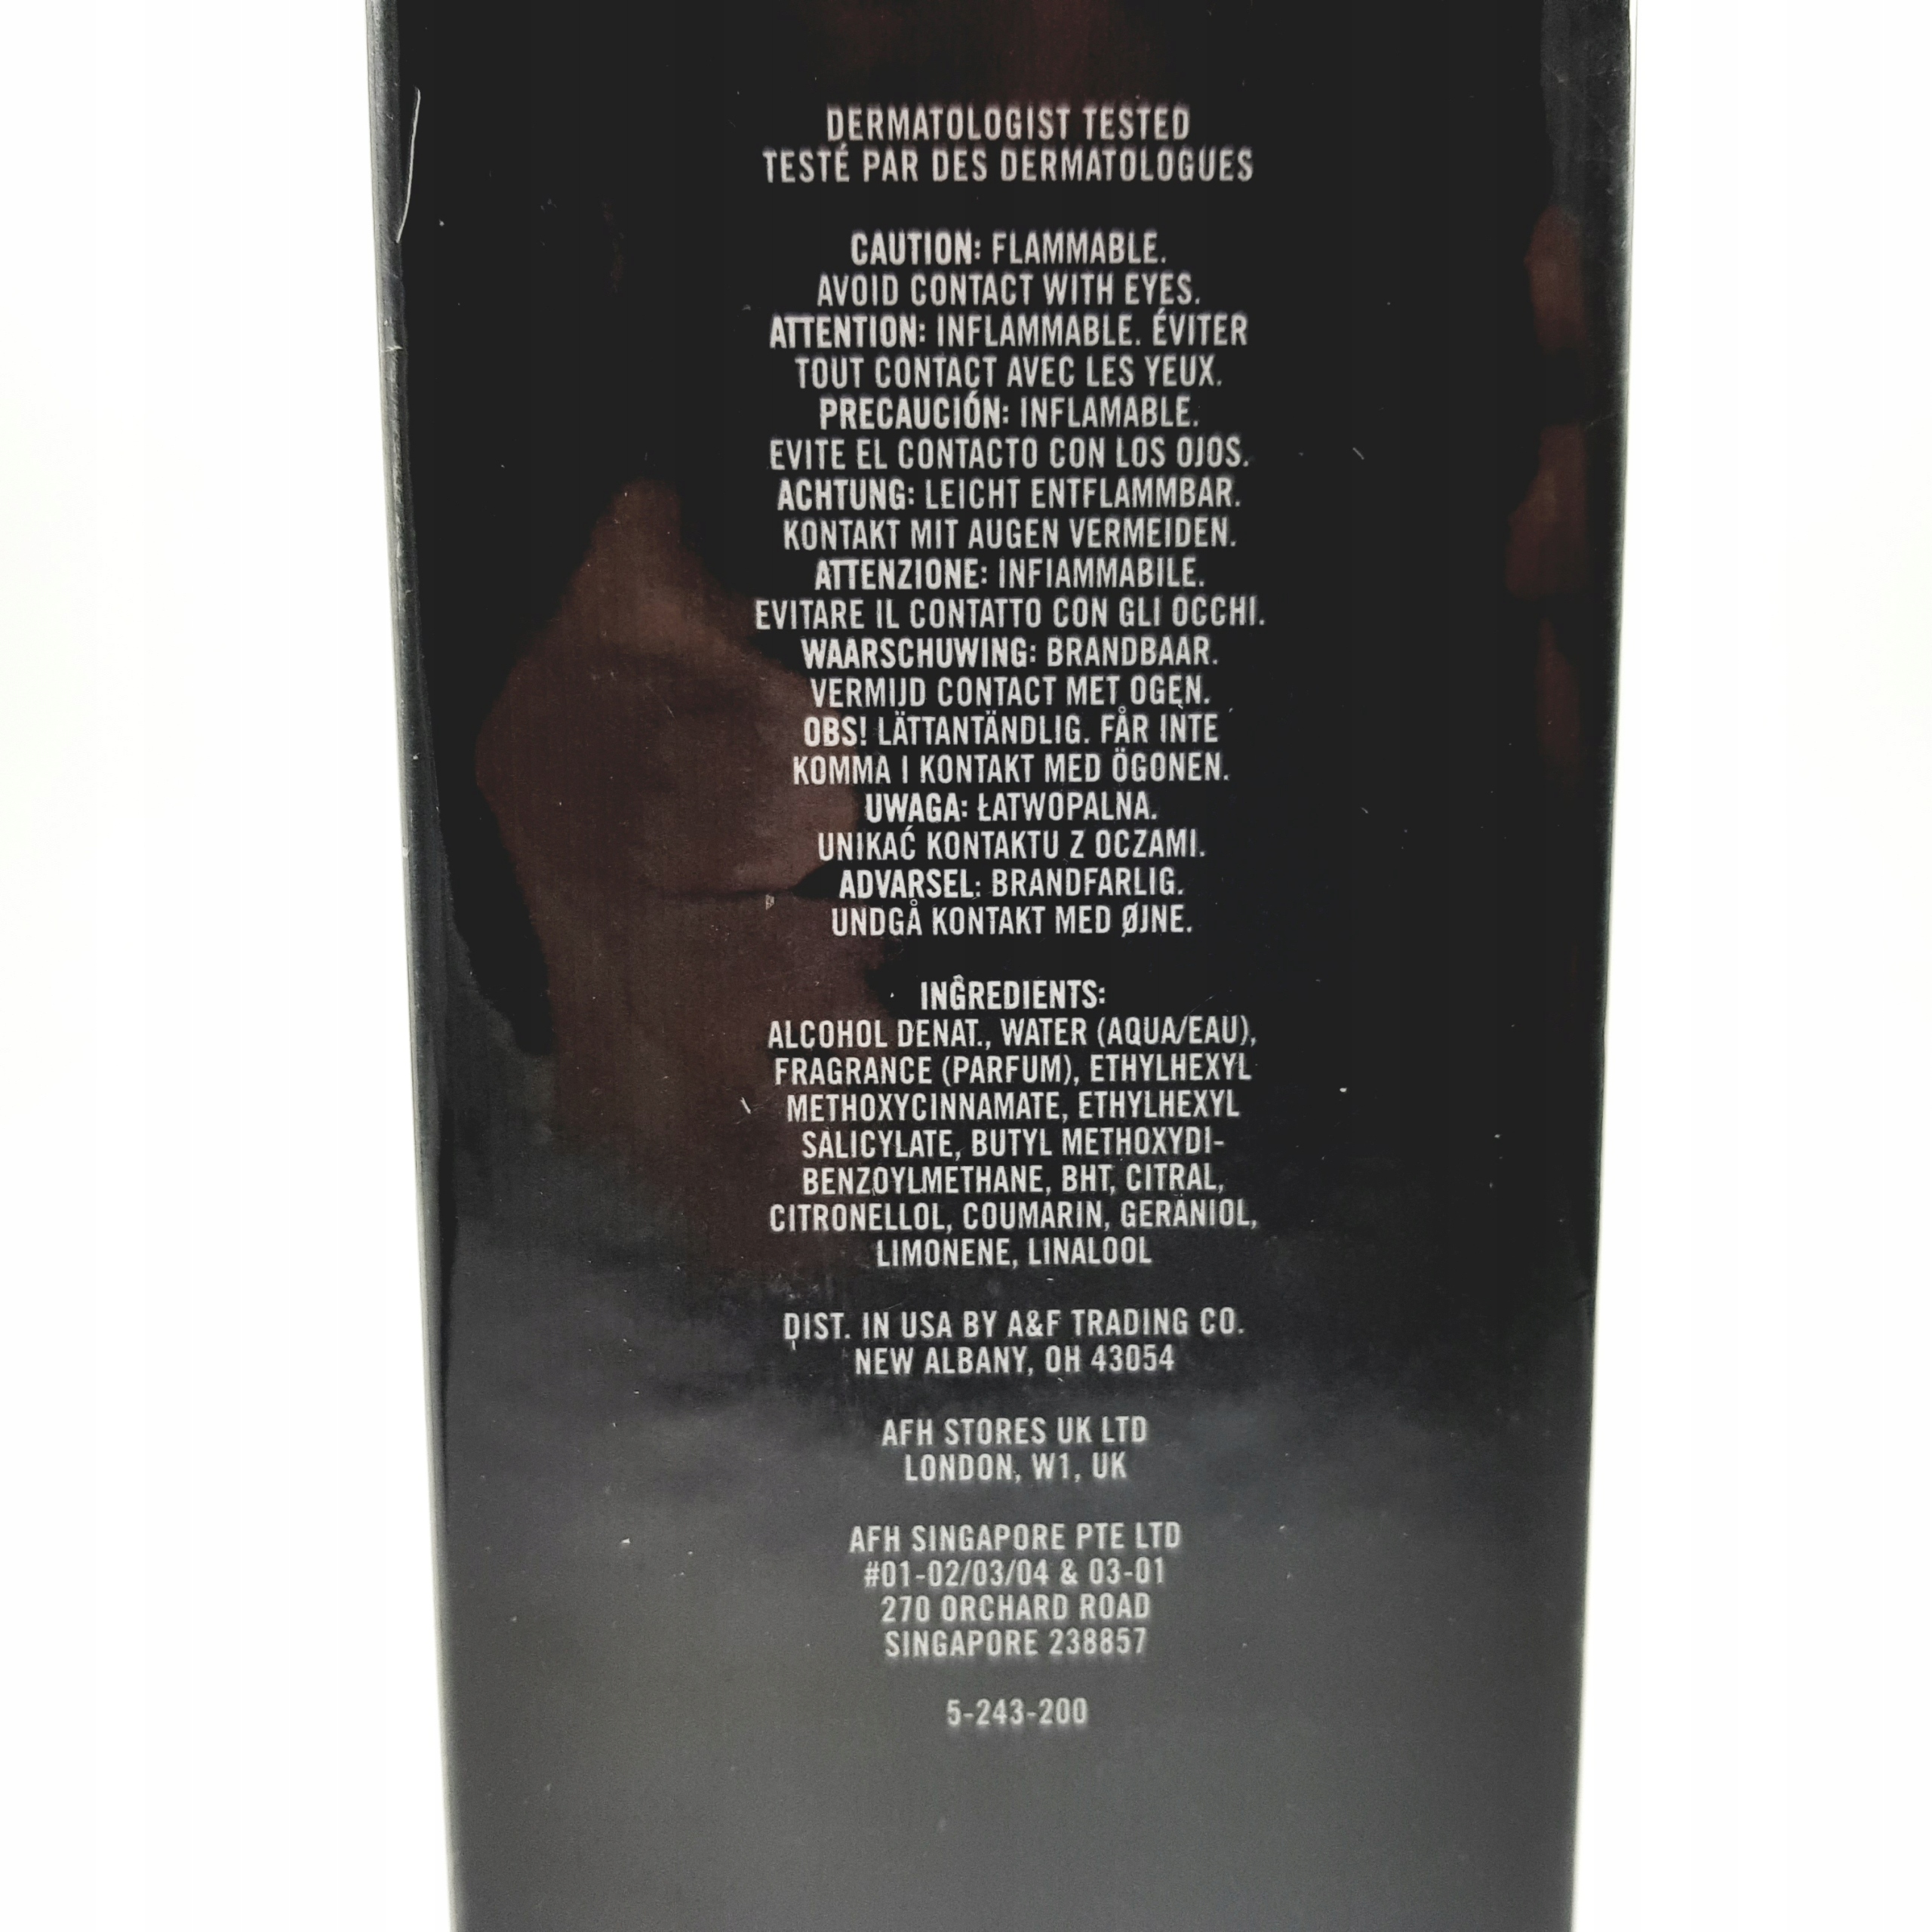 DERMATOLOGIST TESTED
TESTÉ PAR DES DERMATOLOGUES
CAUTION: FLAMMABLE.
AVOID CONTACT WITH EYES.
ATTENTION: INFLAMMABLE. ÉVITER
TOUT CONTACT AVEC LES YEUX.
PRECAUCIÓN: INFLAMABLE.
EVITE EL CONTACTO CON LOS OJOS.
ACHTUNG: LEICHT ENTFLAMMBAR.
KONTAKT MIT AUGEN VERMEIDEN.
ATTENZIONE: INFIAMMABILE.
EVITARE IL CONTATTO CON GLI OCCHI.
WAARSCHUWING: BRANDBAAR.
VERMIJD CONTACT MET OGEN.
OBS! LÄTTANTÄNDLIG. FÅR INTE
KOMMA I KONTAKT MED ÖGONEN.
UWAGA: ŁATWOPALNA.
UNIKAĆ KONTAKTU Z OCZAMI.
ADVARSEL: BRANDFARLIG.
UNDGÅ KONTAKT MED ØJNE.
INGREDIENTS:
ALCOHOL DENAT., WATER (AQUA/EAU),
FRAGRANCE (PARFUM), ETHYLHEXYL
METHOXYCINNAMATE, ETHYLHEXYL
SALICYLATE, BUTYL METHOXYDI-
BENZOYLMETHANE, BHT, CITRAL,
CITRONELLOL, COUMARIN, GERANIOL,
LIMONENE, LINALOOL
DIST. IN USA BY A&F TRADING CO.
NEW ALBANY, OH 43054
AFH STORES UK LTD
LONDON, W1, UK
AFH SINGAPORE PTE LTD
#01-02/03/04 & 03-01
270 ORCHARD ROAD
SINGAPORE 238857
5-243-200